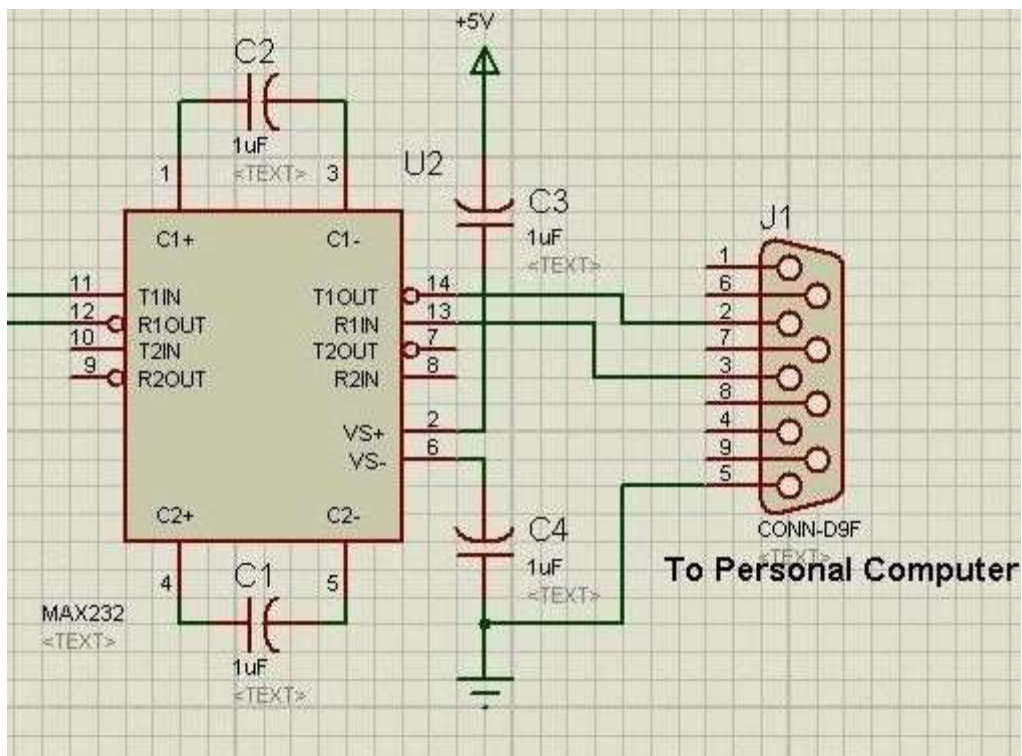 +5V
C2
1uF
<TEXT>
1
3
U2
C3
1uF
<TEXT>
J1
C1+
C1-
11
T1IN
T1OUT
14
12
R1OUT
R1IN
13
10
T2IN
T2OUT
7
9
R2OUT
R2IN
8
VS+
2
VS-
6
C2+
C2-
1
6
2
7
3
8
4
9
5
CONN-D9F
<TEXT>
To Personal Computer
C4
1uF
<TEXT>
4
C1
5
MAX232
<TEXT>
1uF
<TEXT>